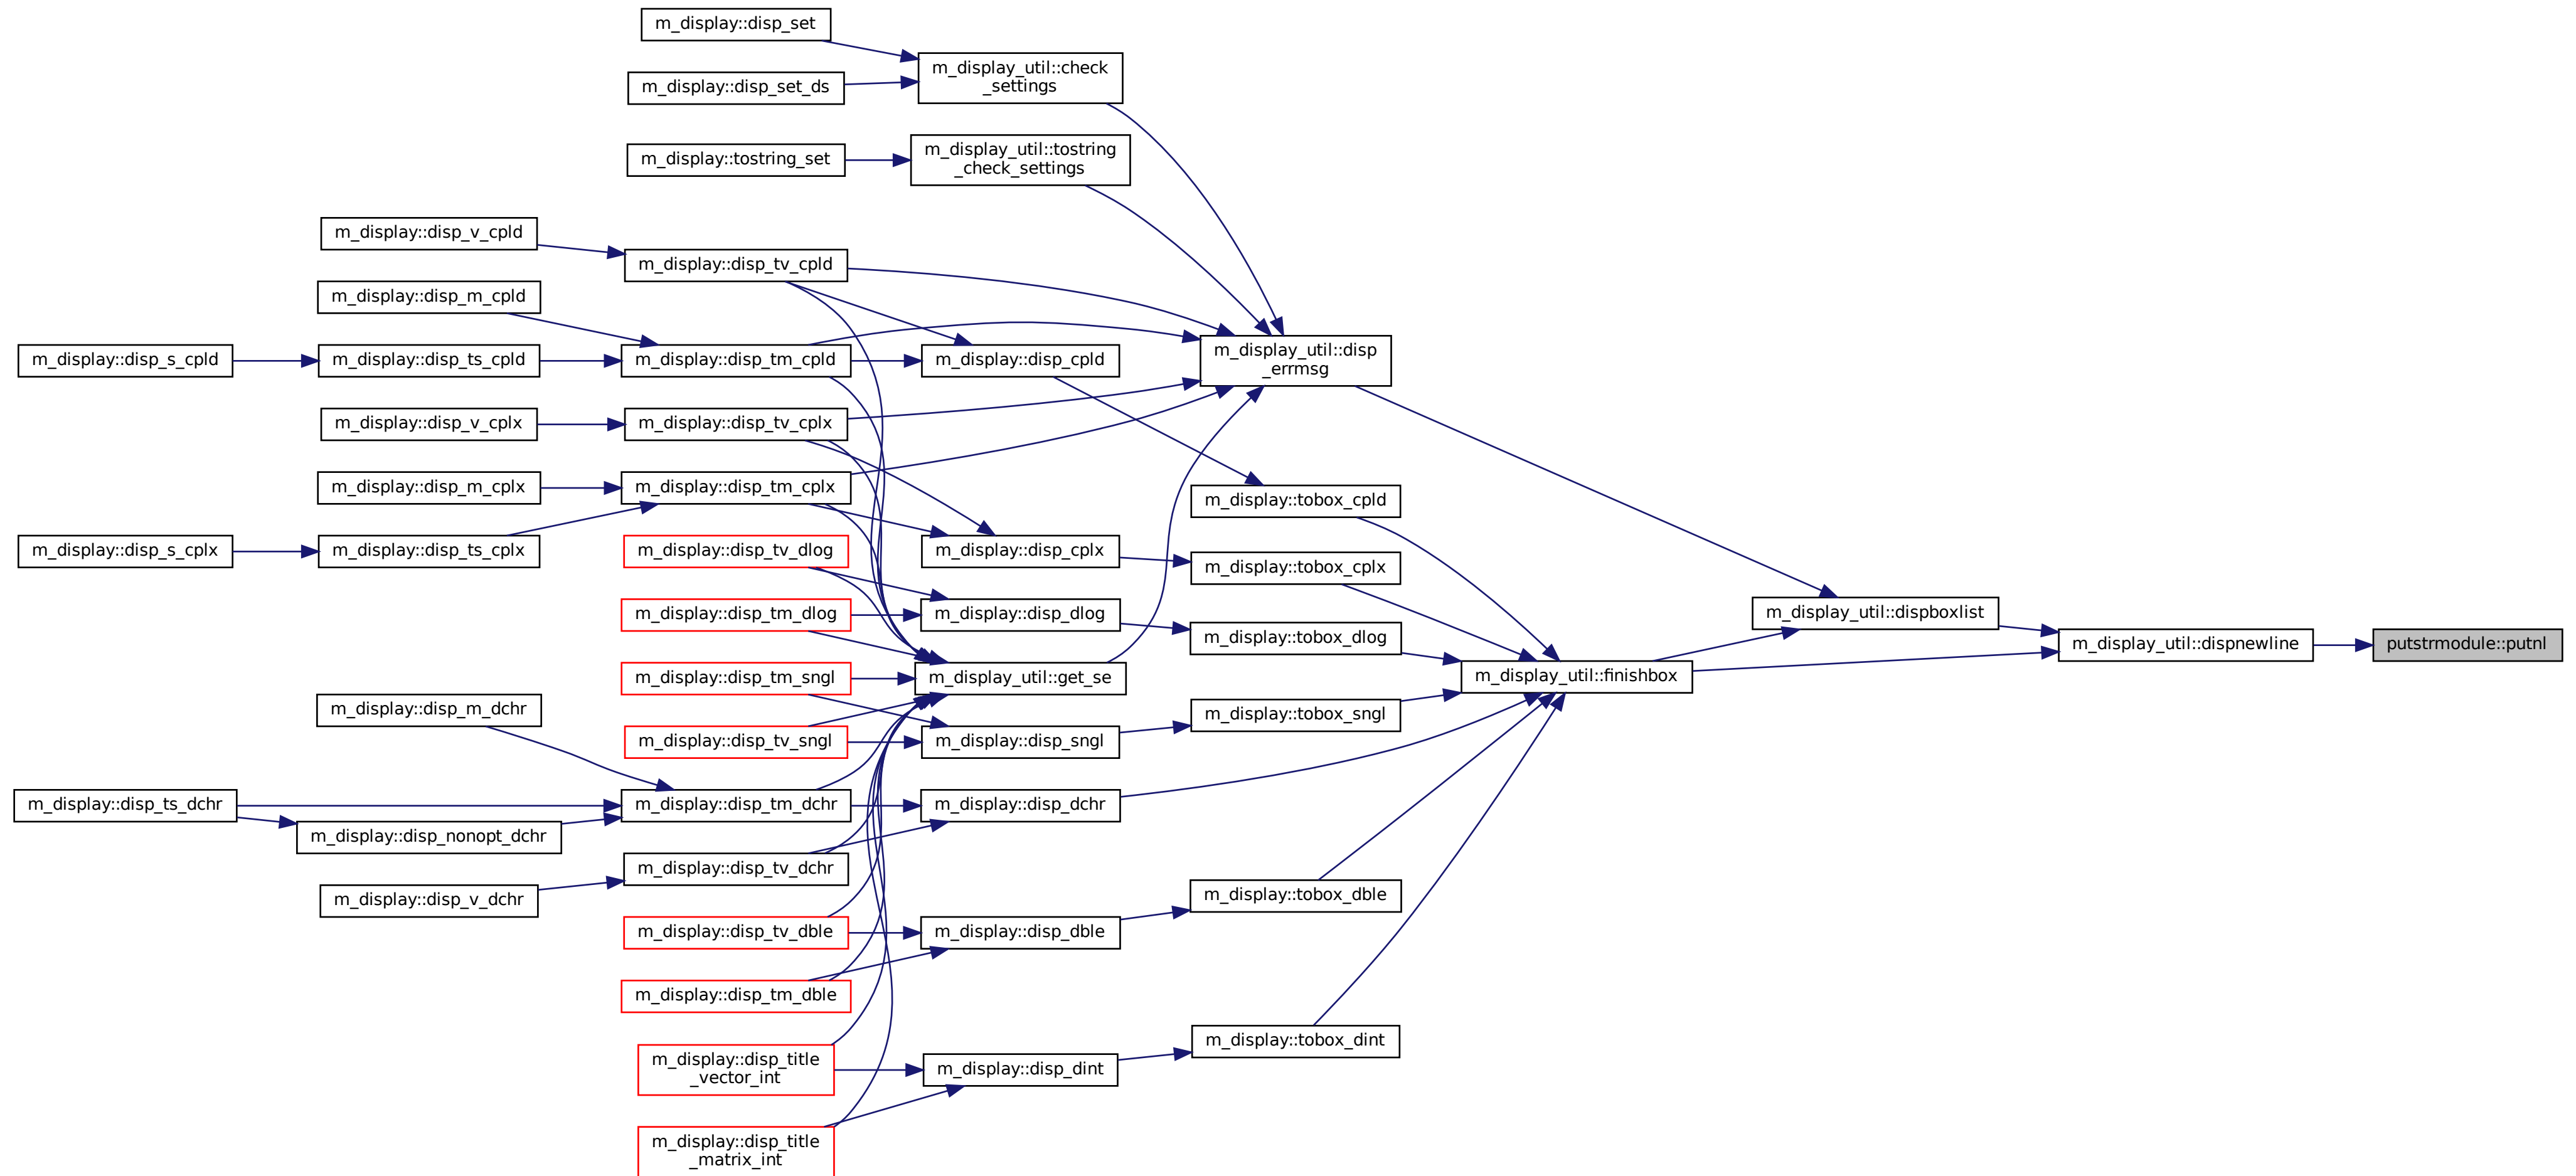 m_display::disp_set
m_display_util::check
_settings
m_display::disp_set_ds
m_display_util::tostring
_check_settings
m_display::tostring_set
m_display::disp_v_cpld
m_display::disp_tv_cpld
m_display::disp_m_cpld
m_display::disp_s_cpld
m_display::disp_ts_cpld
m_display::disp_tm_cpld
m_display::disp_cpld
m_display_util::disp
_errmsg
m_display::disp_v_cplx
m_display::disp_tv_cplx
m_display::disp_m_cplx
m_display::disp_tm_cplx
m_display::tobox_cpld
m_display::disp_s_cplx
m_display::disp_ts_cplx
m_display::disp_tv_dlog
m_display::disp_cplx
m_display::tobox_cplx
m_display::disp_tm_dlog
m_display::disp_dlog
m_display::tobox_dlog
m_display_util::dispboxlist
m_display_util::dispnewline
putstrmodule::putnl
m_display::disp_tm_sngl
m_display_util::get_se
m_display_util::finishbox
m_display::disp_m_dchr
m_display::disp_tv_sngl
m_display::disp_sngl
m_display::tobox_sngl
m_display::disp_ts_dchr
m_display::disp_nonopt_dchr
m_display::disp_tm_dchr
m_display::disp_dchr
m_display::disp_tv_dchr
m_display::disp_v_dchr
m_display::tobox_dble
m_display::disp_tv_dble
m_display::disp_dble
m_display::disp_tm_dble
m_display::tobox_dint
m_display::disp_title
_vector_int
m_display::disp_dint
m_display::disp_title
_matrix_int